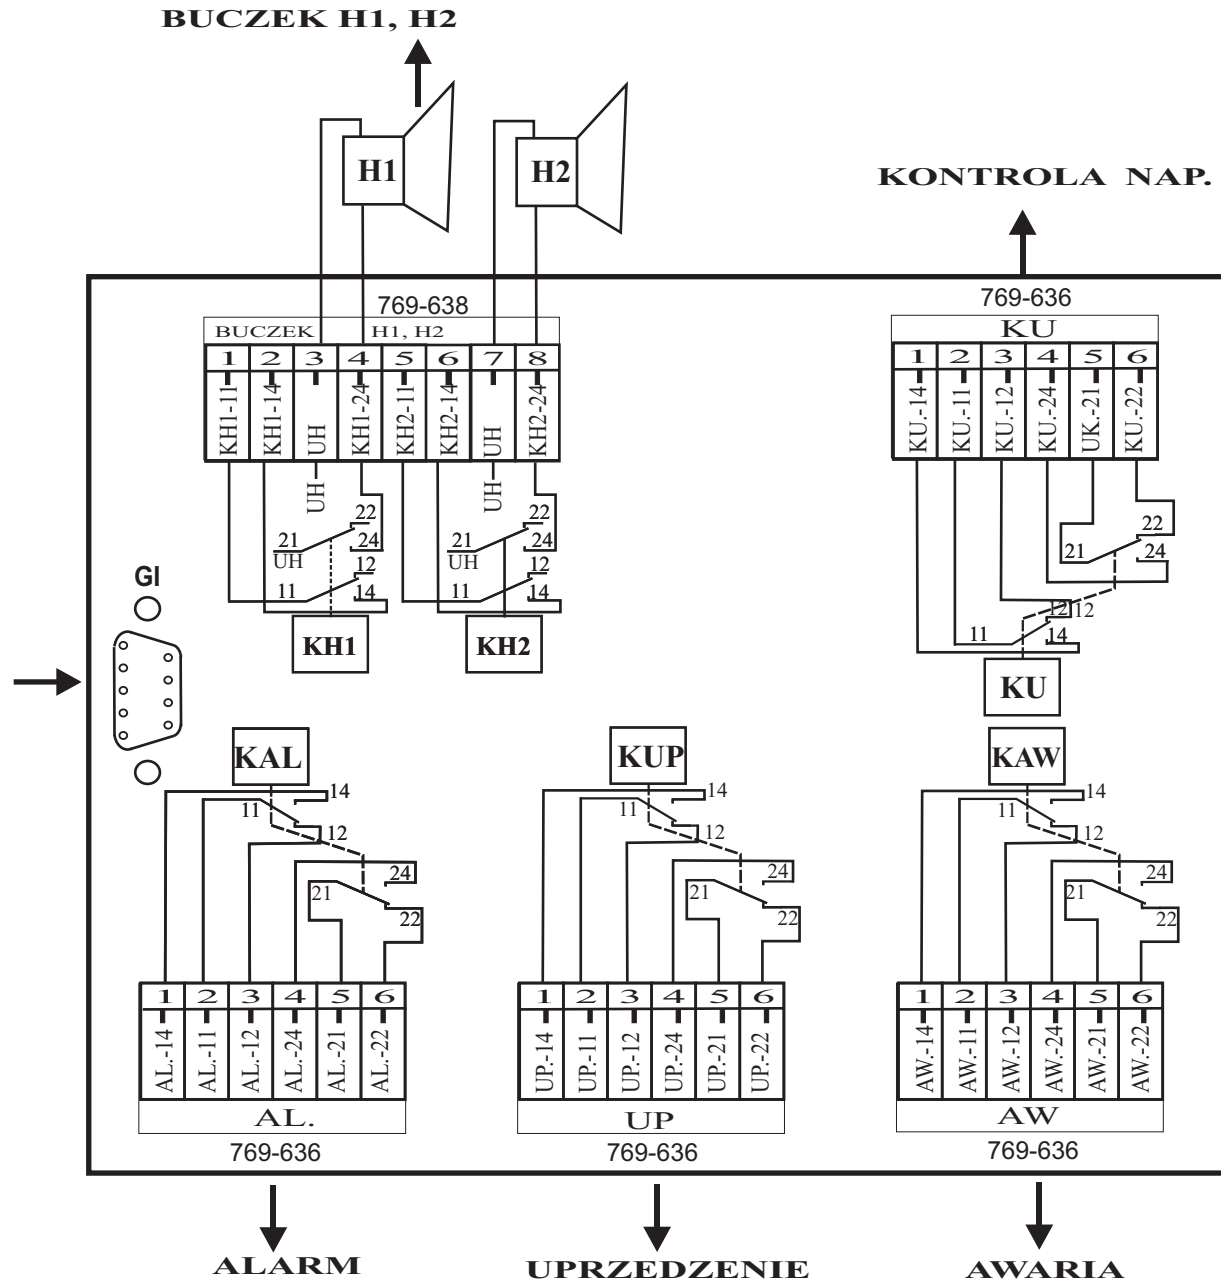 BUCZEK H1, H2
H1
H2
KONTROLA NAP.
769-638
BUCZEK H1, H2
1 2 3 4 5 6 7 8
KH1-11
KH1-14
UH
KH1-24
KH2-11
KH2-14
UH
KH2-24
UH
UH
22
21
24
UH
12
11
14
KH1
22
21
24
UH
12
11
14
KH2
769-636
KU
1 2 3 4 5 6
KU.-14
KU.-11
KU.-12
KU.-24
UK.-21
KU.-22
22
21
24
12
12
11
14
KU
GI
KAL
14
11
12
24
21
22
1 2 3 4 5 6
AL.-14
AL.-11
AL.-12
AL.-24
AL.-21
AL.-22
AL.
769-636
KUP
14
11
12
24
21
22
1 2 3 4 5 6
UP.-14
UP.-11
UP.-12
UP.-24
UP.-21
UP.-22
UP
769-636
KAW
14
11
12
24
21
22
1 2 3 4 5 6
AW.-14
AW.-11
AW.-12
AW.-24
AW.-21
AW.-22
AW
769-636
ALARM
UPRZEDZENIE
AWARIA